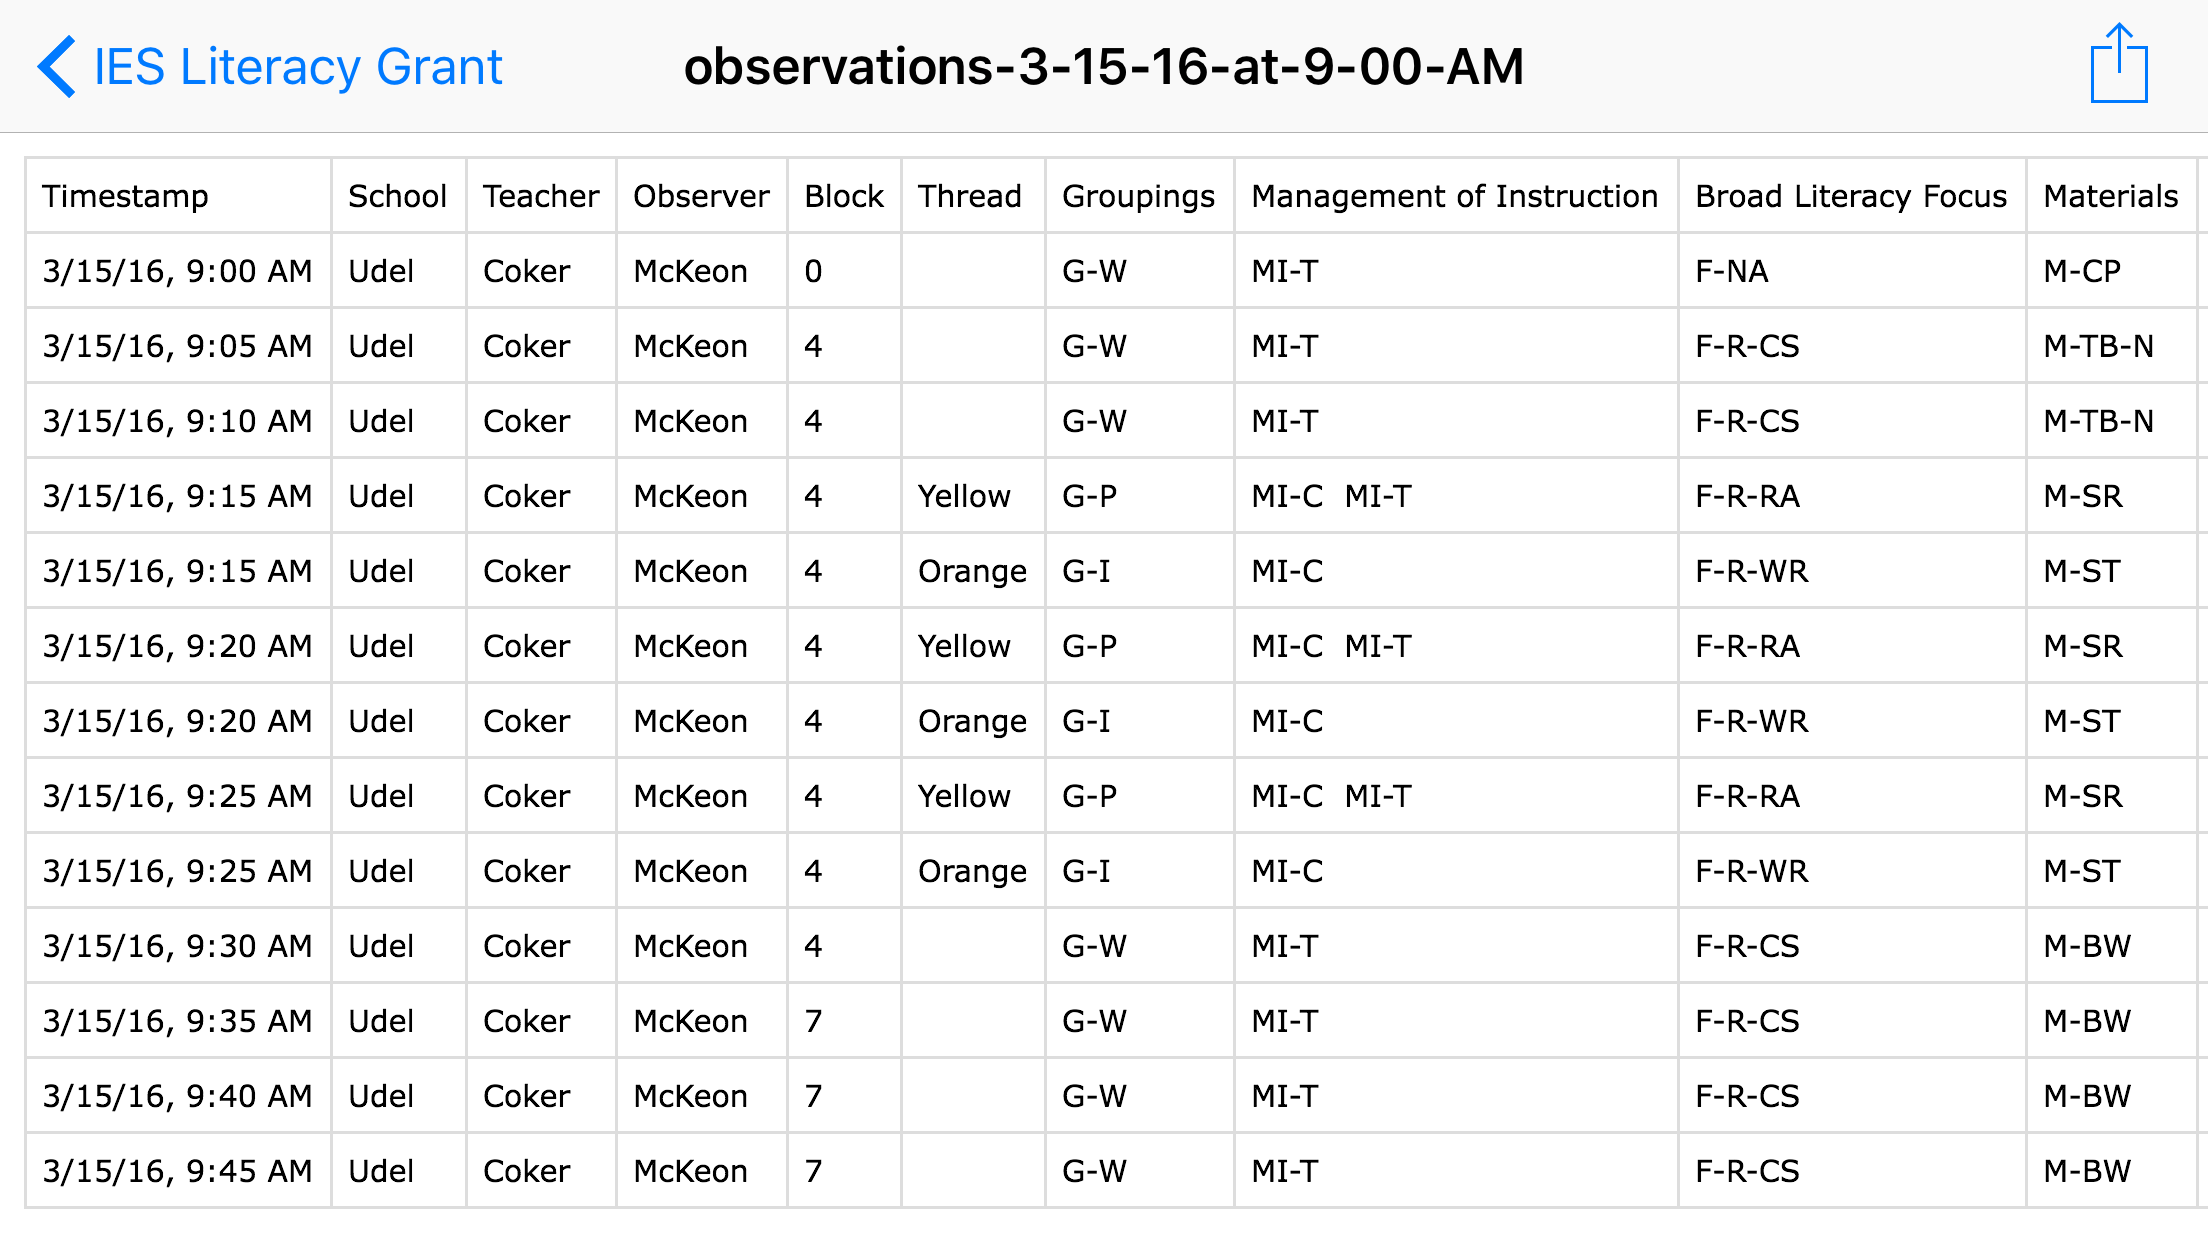 IES Literacy Grant observations-3-15-16-at-9-00-AM
Timestamp School Teacher Observer Block Thread Groupings Management of Instruction Broad Literacy Focus Materials
3/15/16, 9:00 AM Udel Coker McKeon 0 G-W MI-T F-NA M-CP
3/15/16, 9:05 AM Udel Coker McKeon 4 G-W MI-T F-R-CS M-TB-N
3/15/16, 9:10 AM Udel Coker McKeon 4 G-W MI-T F-R-CS M-TB-N
3/15/16, 9:15 AM Udel Coker McKeon 4 Yellow G-P MI-C MI-T F-R-RA M-SR
3/15/16, 9:15 AM Udel Coker McKeon 4 Orange G-I MI-C F-R-WR M-ST
3/15/16, 9:20 AM Udel Coker McKeon 4 Yellow G-P MI-C MI-T F-R-RA M-SR
3/15/16, 9:20 AM Udel Coker McKeon 4 Orange G-I MI-C F-R-WR M-ST
3/15/16, 9:25 AM Udel Coker McKeon 4 Yellow G-P MI-C MI-T F-R-RA M-SR
3/15/16, 9:25 AM Udel Coker McKeon 4 Orange G-I MI-C F-R-WR M-ST
3/15/16, 9:30 AM Udel Coker McKeon 4 G-W MI-T F-R-CS M-BW
3/15/16, 9:35 AM Udel Coker McKeon 7 G-W MI-T F-R-CS M-BW
3/15/16, 9:40 AM Udel Coker McKeon 7 G-W MI-T F-R-CS M-BW
3/15/16, 9:45 AM Udel Coker McKeon 7 G-W MI-T F-R-CS M-BW